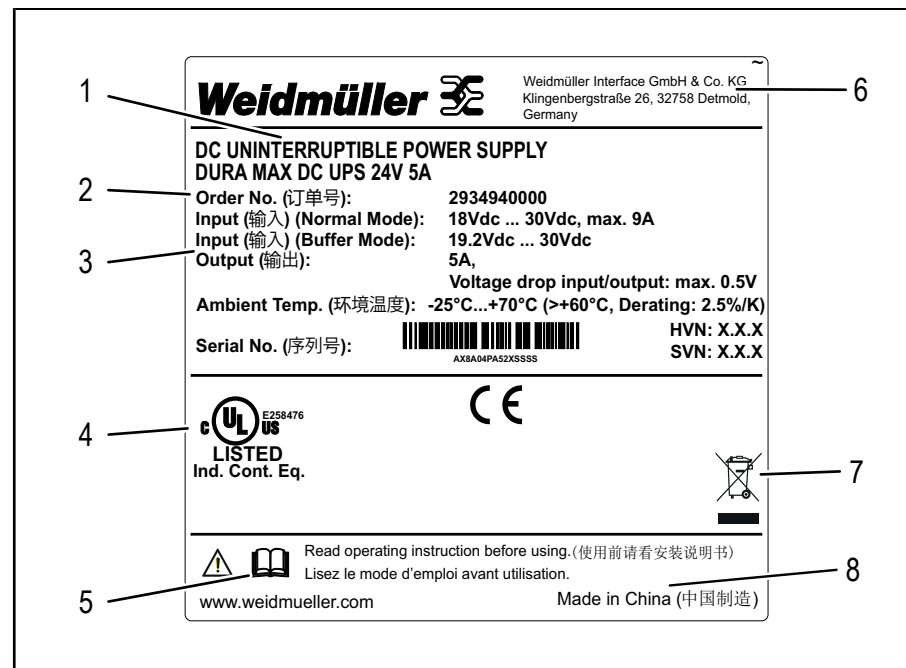 Weidmüller
Weidmüller Interface GmbH & Co. KG
Klingenbergstraße 26, 32758 Detmold,
Germany
~
1
6
DC UNINTERRUPTIBLE POWER SUPPLY
DURA MAX DC UPS 24V 5A
2
Order No. (订单号): 2934940000
Input (输入) (Normal Mode): 18Vdc ... 30Vdc, max. 9A
Input (输入) (Buffer Mode): 19.2Vdc ... 30Vdc
3
Output (输出): 5A,
Voltage drop input/output: max. 0.5V
Ambient Temp. (环境温度): -25°C...+70°C (>+60°C, Derating: 2.5%/K)
Serial No. (序列号):
AX8A04PA52XSSSS
HVN: X.X.X
SVN: X.X.X
4
C UL US E258476
LISTED
Ind. Cont. Eq.
CE
7
5
Read operating instruction before using.(使用前请看安装说明书)
Lisez le mode d'emploi avant utilisation.
8
www.weidmueller.com
Made in China (中国制造)